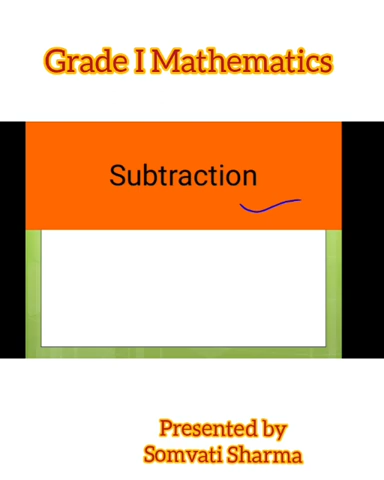 Grade I Mathematics
Subtraction
Presented by
Somvati Sharma